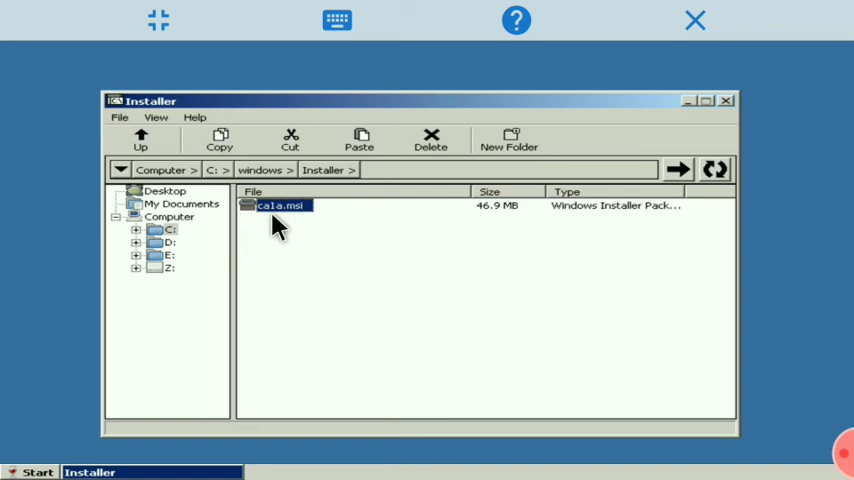 Installer
File View Help
Up Copy Cut Paste Delete New Folder
Computer > C: > windows > Installer >
Desktop
My Documents
Computer
C:
D:
E:
Z:
File Size Type
ca1a.msi 46.9 MB Windows Installer Pack...
Start Installer